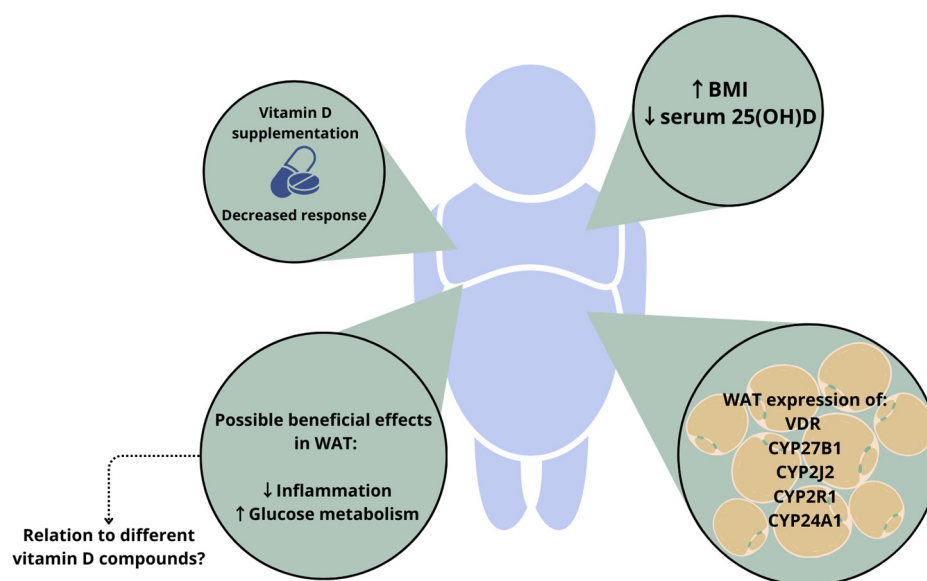 Vitamin D
supplementation
Decreased response
↑ BMI
↓ serum 25(OH)D
Possible beneficial effects
in WAT:
↓ Inflammation
↑ Glucose metabolism
Relation to different
vitamin D compounds?
WAT expression of:
VDR
CYP27B1
CYP2J2
CYP2R1
CYP24A1